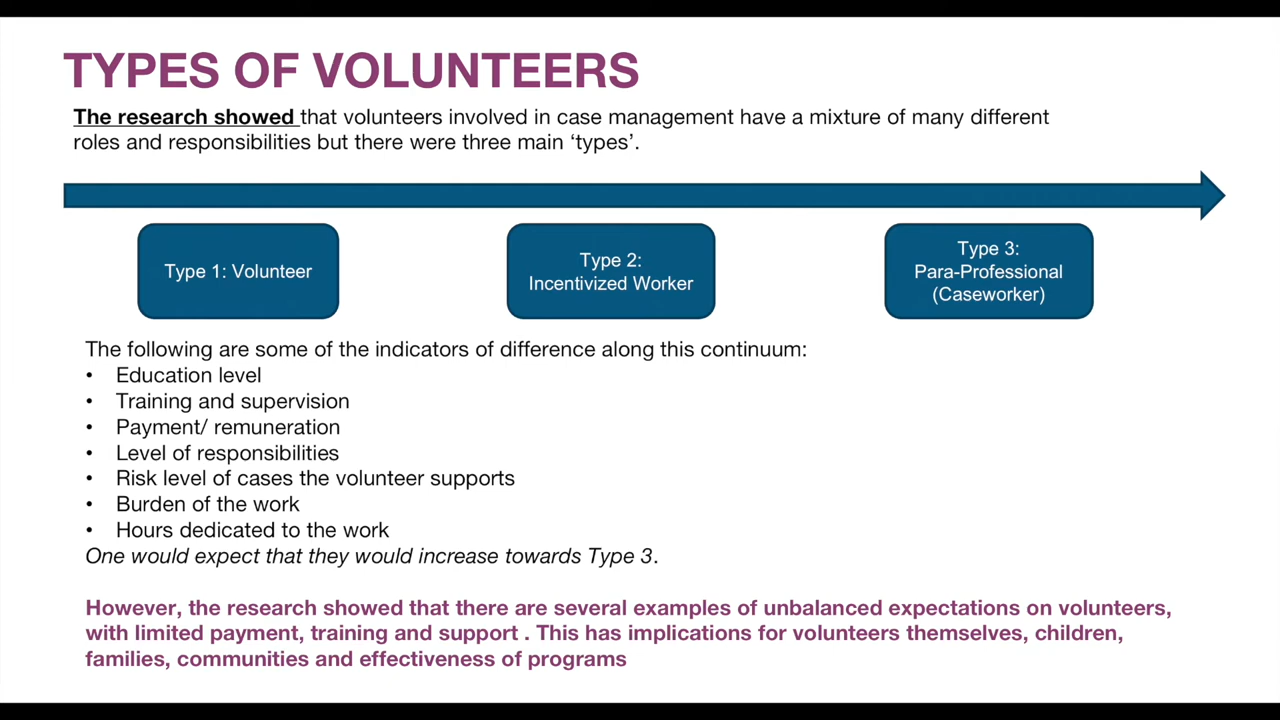 TYPES OF VOLUNTEERS
The research showed that volunteers involved in case management have a mixture of many different
roles and responsibilities but there were three main ‘types’.
Type 1: Volunteer
Type 2:
Incentivized Worker
Type 3:
Para-Professional
(Caseworker)
The following are some of the indicators of difference along this continuum:
• Education level
• Training and supervision
• Payment/ remuneration
• Level of responsibilities
• Risk level of cases the volunteer supports
• Burden of the work
• Hours dedicated to the work
One would expect that they would increase towards Type 3.
However, the research showed that there are several examples of unbalanced expectations on volunteers,
with limited payment, training and support . This has implications for volunteers themselves, children,
families, communities and effectiveness of programs